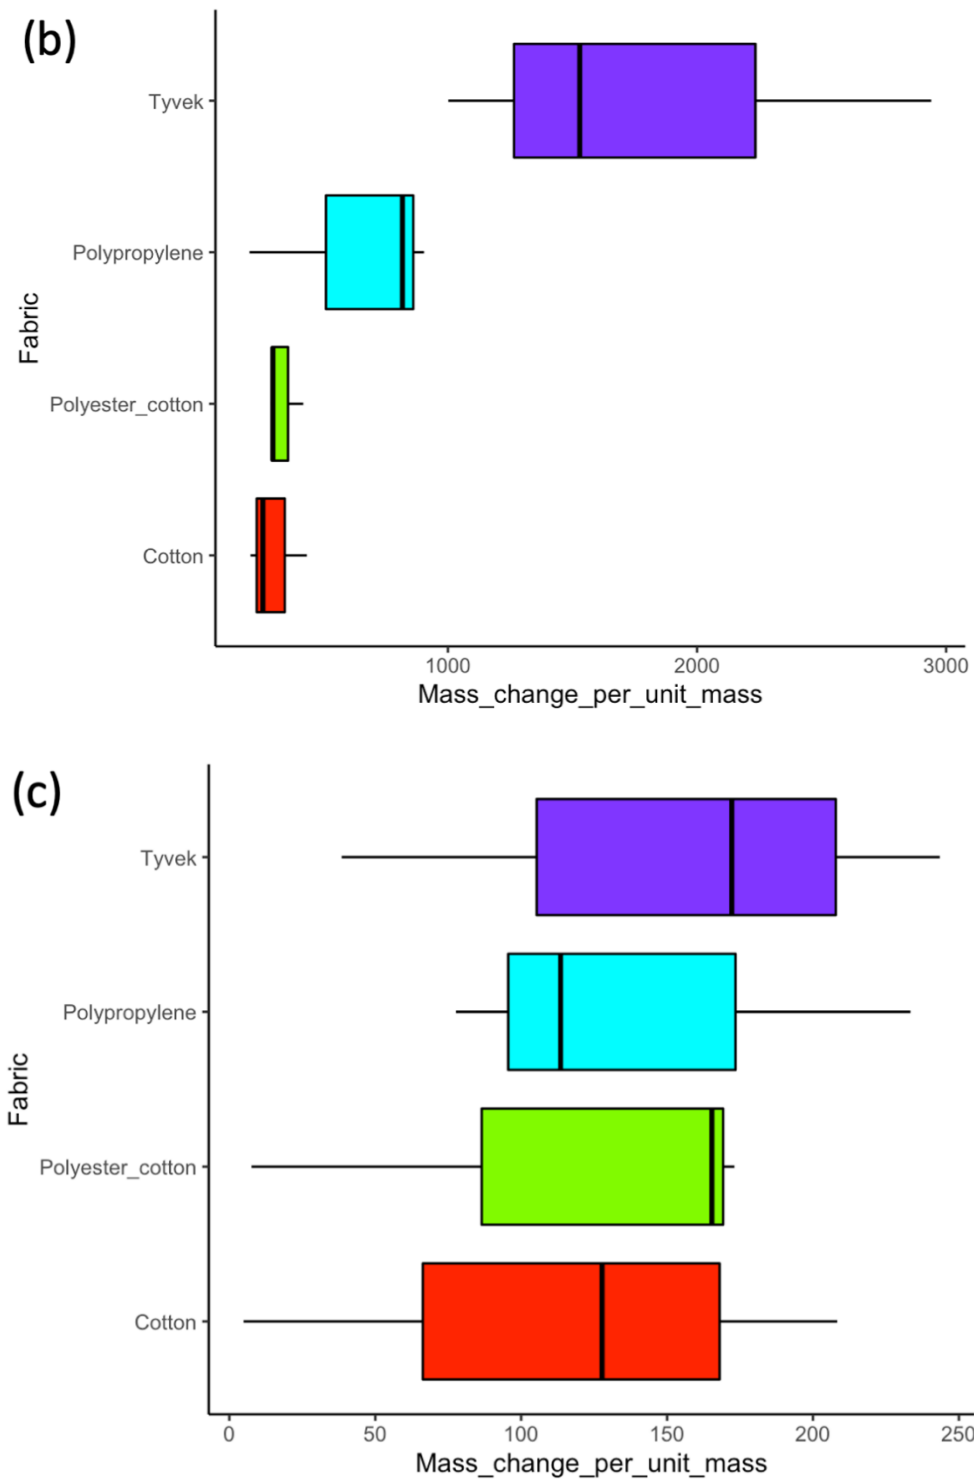 (b)
Tyvek
Polypropylene
Polyester_cotton
Cotton
Fabric
1000 2000 3000
Mass_change_per_unit_mass
(c)
Tyvek
Polypropylene
Polyester_cotton
Cotton
Fabric
0 50 100 150 200 250
Mass_change_per_unit_mass